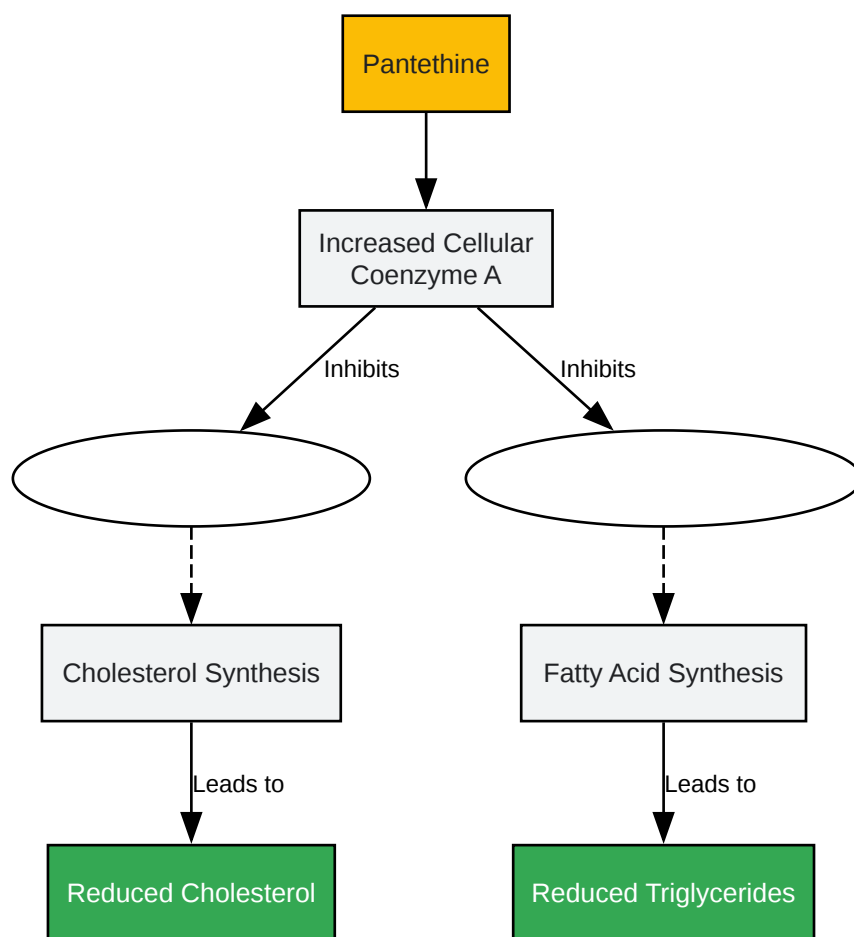 Pantethine
Increased Cellular
Coenzyme A
Inhibits
Inhibits
Cholesterol Synthesis
Fatty Acid Synthesis
Leads to
Leads to
Reduced Cholesterol
Reduced Triglycerides